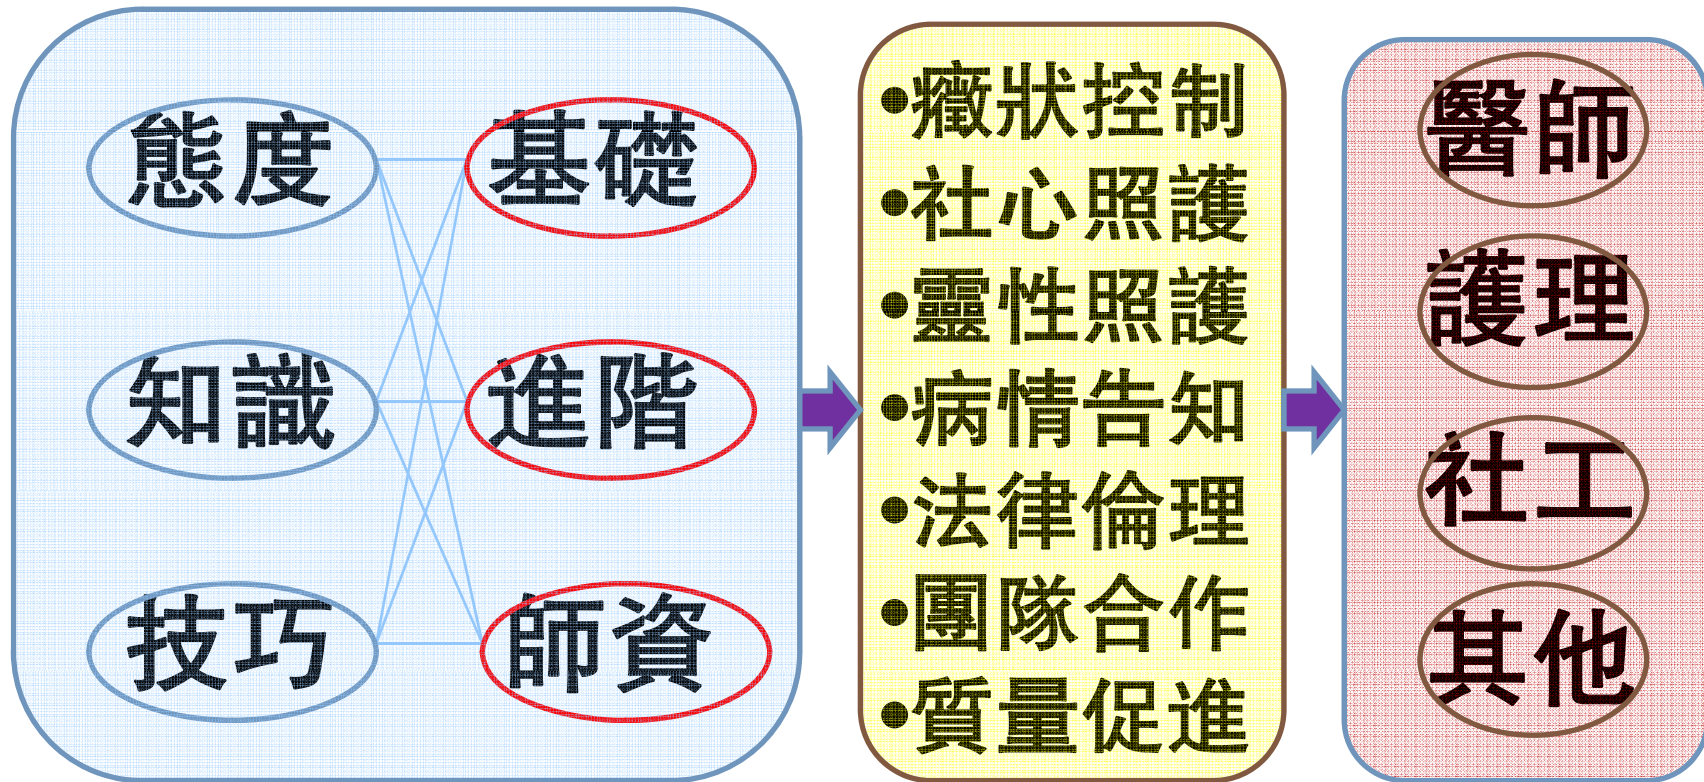 態度
基礎
知識
進階
技巧
師資
•癥狀控制
•社心照護
•靈性照護
•病情告知
•法律倫理
•團隊合作
•質量促進
醫師
護理
社工
其他